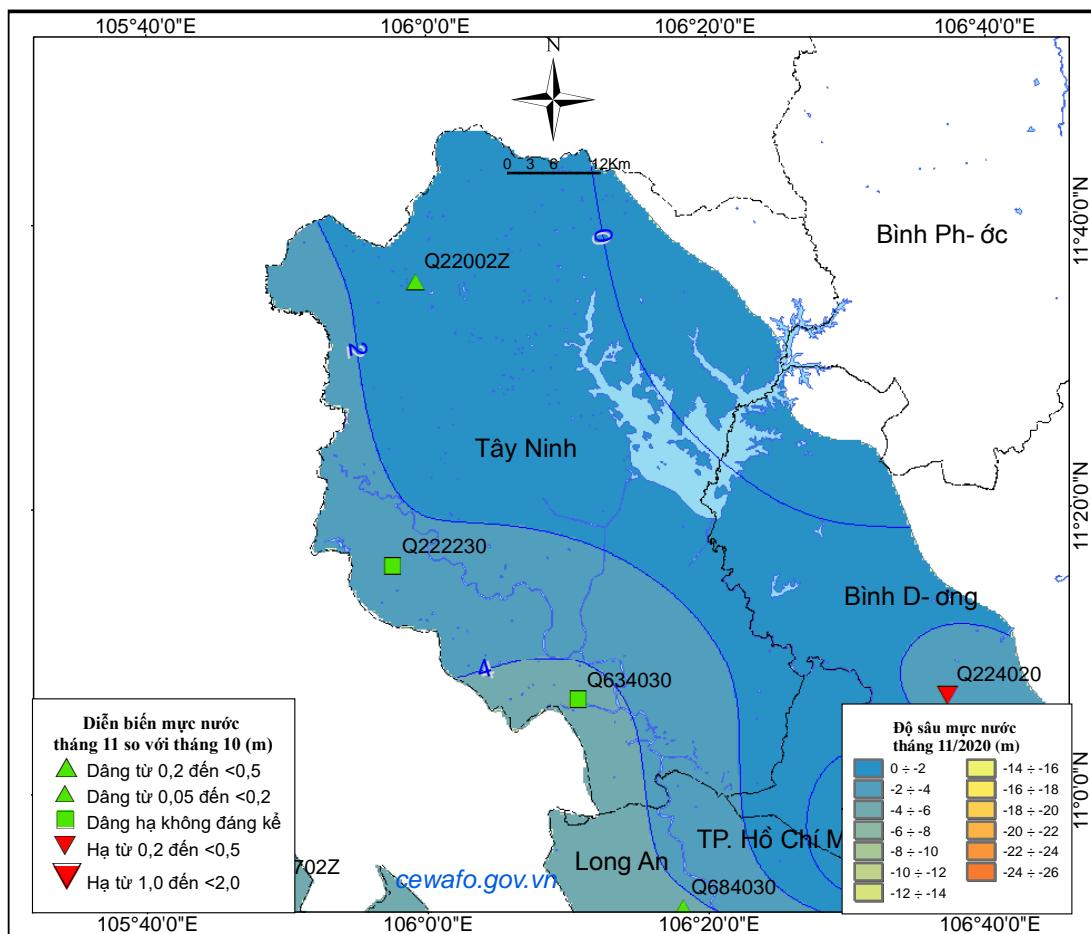 105°40'0"E 106°0'0"E 106°20'0"E 106°40'0"E
N
0 3 6 12Km
Bình Ph- ớc
11°40'0"N
0
Q22002Z
2
Tây Ninh
11°20'0"N
Q222230
Bình D- ơng
4
Q634030
Q224020
Diễn biến mực nước
tháng 11 so với tháng 10 (m)
Dâng từ 0,2 đến <0,5
Dâng từ 0,05 đến <0,2
Dâng hạ không đáng kể
Hạ từ 0,2 đến <0,5
Hạ từ 1,0 đến <2,0
Độ sâu mực nước
tháng 11/2020 (m)
0 ÷ -2
-2 ÷ -4
-4 ÷ -6
-6 ÷ -8
-8 ÷ -10
-10 ÷ -12
-12 ÷ -14
-14 ÷ -16
-16 ÷ -18
-18 ÷ -20
-20 ÷ -22
-22 ÷ -24
-24 ÷ -26
11°0'0"N
TP. Hồ Chí M
Long An
702Z
cewafo.gov.vn
Q684030
105°40'0"E 106°0'0"E 106°20'0"E 106°40'0"E